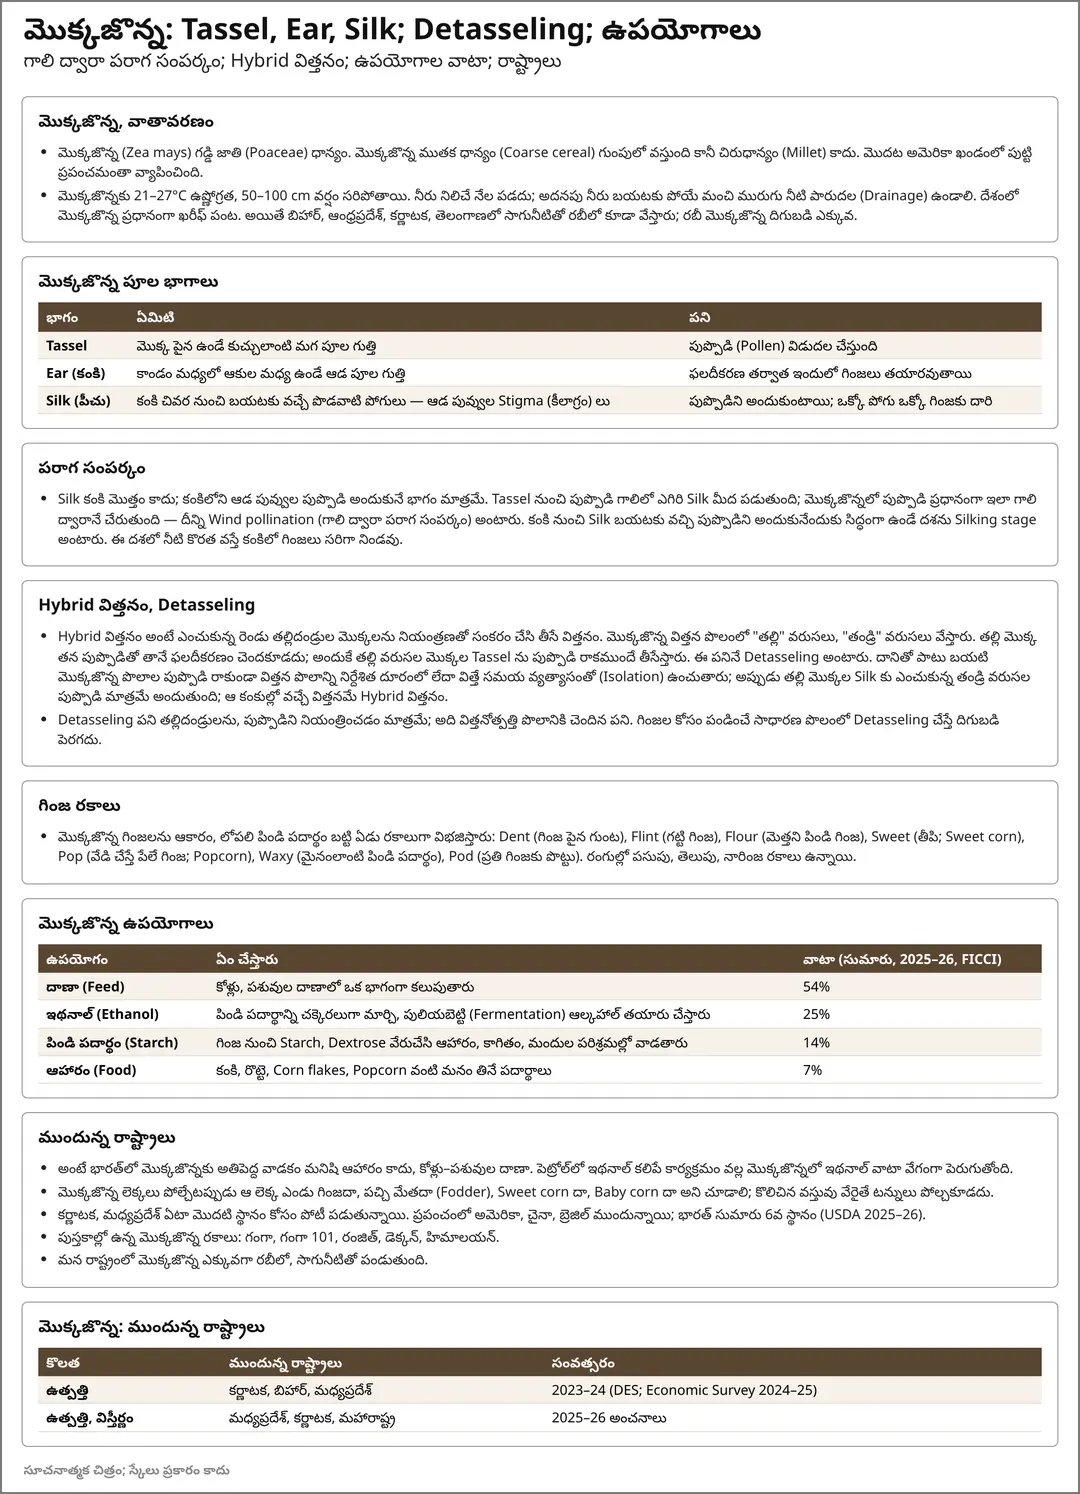 మొక్కజొన్న: Tassel, Ear, Silk; Detasseling; ఉపయోగాలు
గాలి ద్వారా పరాగ సంపర్కం; Hybrid విత్తనం; ఉపయోగాల వాటా; రాష్ట్రాలు
మొక్కజొన్న, వాతావరణం
• మొక్కజొన్న (Zea mays) గడ్డి జాతి (Poaceae) ధాన్యం. మొక్కజొన్న ముతక ధాన్యం (Coarse cereal) గుంపులో వస్తుంది కానీ చిరుధాన్యం (Millet) కాదు. మొదట అమెరికా ఖండంలో పుట్టి
ప్రపంచమంతా వ్యాపించింది.
• మొక్కజొన్నకు 21–27°C ఉష్ణోగ్రత, 50–100 cm వర్షం సరిపోతాయి. నీరు నిలిచే నేల పడదు; అదనపు నీరు బయటకు పోయే మంచి మురుగు నీటి పారుదల (Drainage) ఉండాలి. దేశంలో
మొక్కజొన్న ప్రధానంగా ఖరీఫ్ పంట. అయితే బిహార్, ఆంధ్రప్రదేశ్, కర్ణాటక, తెలంగాణలో సాగునీటితో రబీలో కూడా వేస్తారు; రబీ మొక్కజొన్న దిగుబడి ఎక్కువ.
మొక్కజొన్న పూల భాగాలు
భాగం ఏమిటి పని
Tassel మొక్క పైన ఉండే కుచ్చులాంటి మగ పూల గుత్తి పుప్పొడి (Pollen) విడుదల చేస్తుంది
Ear (కంకి) కాండం మధ్యలో ఆకుల మధ్య ఉండే ఆడ పూల గుత్తి ఫలదీకరణ తర్వాత ఇందులో గింజలు తయారవుతాయి
Silk (పీచు) కంకి చివర నుంచి బయటకు వచ్చే పొడవాటి పోగులు — ఆడ పువ్వుల Stigma (కీలాగ్రం) లు పుప్పొడిని అందుకుంటాయి; ఒక్కో పోగు ఒక్కో గింజకు దారి
పరాగ సంపర్కం
• Silk కంకి మొత్తం కాదు; కంకిలోని ఆడ పువ్వుల పుప్పొడి అందుకునే భాగం మాత్రమే. Tassel నుంచి పుప్పొడి గాలిలో ఎగిరి Silk మీద పడుతుంది; మొక్కజొన్నలో పుప్పొడి ప్రధానంగా ఇలా గాలి
ద్వారానే చేరుతుంది — దీన్ని Wind pollination (గాలి ద్వారా పరాగ సంపర్కం) అంటారు. కంకి నుంచి Silk బయటకు వచ్చి పుప్పొడిని అందుకునేందుకు సిద్ధంగా ఉండే దశను Silking stage
అంటారు. ఈ దశలో నీటి కొరత వస్తే కంకిలో గింజలు సరిగా నిండవు.
Hybrid విత్తనం, Detasseling
• Hybrid విత్తనం అంటే ఎంచుకున్న రెండు తల్లిదండ్రుల మొక్కలను నియంత్రణతో సంకరం చేసి తీసే విత్తనం. మొక్కజొన్న విత్తన పొలంలో "తల్లి" వరుసలు, "తండ్రి" వరుసలు వేస్తారు. తల్లి మొక్క
తన పుప్పొడితో తానే ఫలదీకరణం చెందకూడదు; అందుకే తల్లి వరుసల మొక్కల Tassel ను పుప్పొడి రాకముందే తీసేస్తారు. ఈ పనినే Detasseling అంటారు. దానితో పాటు బయటి
మొక్కజొన్న పొలాల పుప్పొడి రాకుండా విత్తన పొలాన్ని నిర్దేశిత దూరంలో లేదా విత్తే సమయ వ్యత్యాసంతో (Isolation) ఉంచుతారు; అప్పుడు తల్లి మొక్కల Silk కు ఎంచుకున్న తండ్రి వరుసల
పుప్పొడి మాత్రమే అందుతుంది; ఆ కంకుల్లో వచ్చే విత్తనమే Hybrid విత్తనం.
• Detasseling పని తల్లిదండ్రులను, పుప్పొడిని నియంత్రించడం మాత్రమే; అది విత్తనోత్పత్తి పొలానికి చెందిన పని. గింజల కోసం పండించే సాధారణ పొలంలో Detasseling చేస్తే దిగుబడి
పెరగదు.
గింజ రకాలు
• మొక్కజొన్న గింజలను ఆకారం, లోపలి పిండి పదార్థం బట్టి ఏడు రకాలుగా విభజిస్తారు: Dent (గింజ పైన గుంట), Flint (గట్టి గింజ), Flour (మెత్తని పిండి గింజ), Sweet (తీపి; Sweet corn),
Pop (వేడి చేస్తే పేలే గింజ; Popcorn), Waxy (మైనంలాంటి పిండి పదార్థం), Pod (ప్రతి గింజకు పొట్టు). రంగుల్లో పసుపు, తెలుపు, నారింజ రకాలు ఉన్నాయి.
మొక్కజొన్న ఉపయోగాలు
ఉపయోగం ఏం చేస్తారు వాటా (సుమారు, 2025–26, FICCI)
దాణా (Feed) కోళ్లు, పశువుల దాణాలో ఒక భాగంగా కలుపుతారు 54%
ఇథనాల్ (Ethanol) పిండి పదార్థాన్ని చక్కెరలుగా మార్చి, పులియబెట్టి (Fermentation) ఆల్కహాల్ తయారు చేస్తారు 25%
పిండి పదార్థం (Starch) గింజ నుంచి Starch, Dextrose వేరుచేసి ఆహారం, కాగితం, మందుల పరిశ్రమల్లో వాడతారు 14%
ఆహారం (Food) కంకి, రొట్టె, Corn flakes, Popcorn వంటి మనం తినే పదార్థాలు 7%
ముందున్న రాష్ట్రాలు
• అంటే భారత్‌లో మొక్కజొన్నకు అతిపెద్ద వాడకం మనిషి ఆహారం కాదు, కోళ్లు–పశువుల దాణా. పెట్రోల్‌లో ఇథనాల్ కలిపే కార్యక్రమం వల్ల మొక్కజొన్నలో ఇథనాల్ వాటా వేగంగా పెరుగుతోంది.
• మొక్కజొన్న లెక్కలు పోల్చేటప్పుడు ఆ లెక్క ఎండు గింజదా, పచ్చి మేతదా (Fodder), Sweet corn దా, Baby corn దా అని చూడాలి; కొలిచిన వస్తువు వేరైతే టన్నులు పోల్చకూడదు.
• కర్ణాటక, మధ్యప్రదేశ్ ఏటా మొదటి స్థానం కోసం పోటీ పడుతున్నాయి. ప్రపంచంలో అమెరికా, చైనా, బ్రెజిల్ ముందున్నాయి; భారత్ సుమారు 6వ స్థానం (USDA 2025–26).
• పుస్తకాల్లో ఉన్న మొక్కజొన్న రకాలు: గంగా, గంగా 101, రంజిత్, డెక్కన్, హిమాలయన్.
• మన రాష్ట్రంలో మొక్కజొన్న ఎక్కువగా రబీలో, సాగునీటితో పండుతుంది.
మొక్కజొన్న: ముందున్న రాష్ట్రాలు
కొలత ముందున్న రాష్ట్రాలు సంవత్సరం
ఉత్పత్తి కర్ణాటక, బిహార్, మధ్యప్రదేశ్ 2023–24 (DES; Economic Survey 2024–25)
ఉత్పత్తి, విస్తీర్ణం మధ్యప్రదేశ్, కర్ణాటక, మహారాష్ట్ర 2025–26 అంచనాలు
సూచనాత్మక చిత్రం; స్కేలు ప్రకారం కాదు